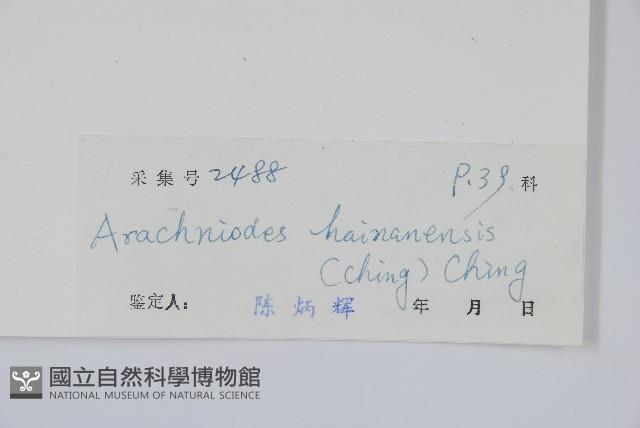 采集号 2488 P.39. 科
Arachniodes hainanensis
(Ching) Ching
鉴定人: 陈炳辉 年 月 日
國立自然科學博物館
NATIONAL MUSEUM OF NATURAL SCIENCE